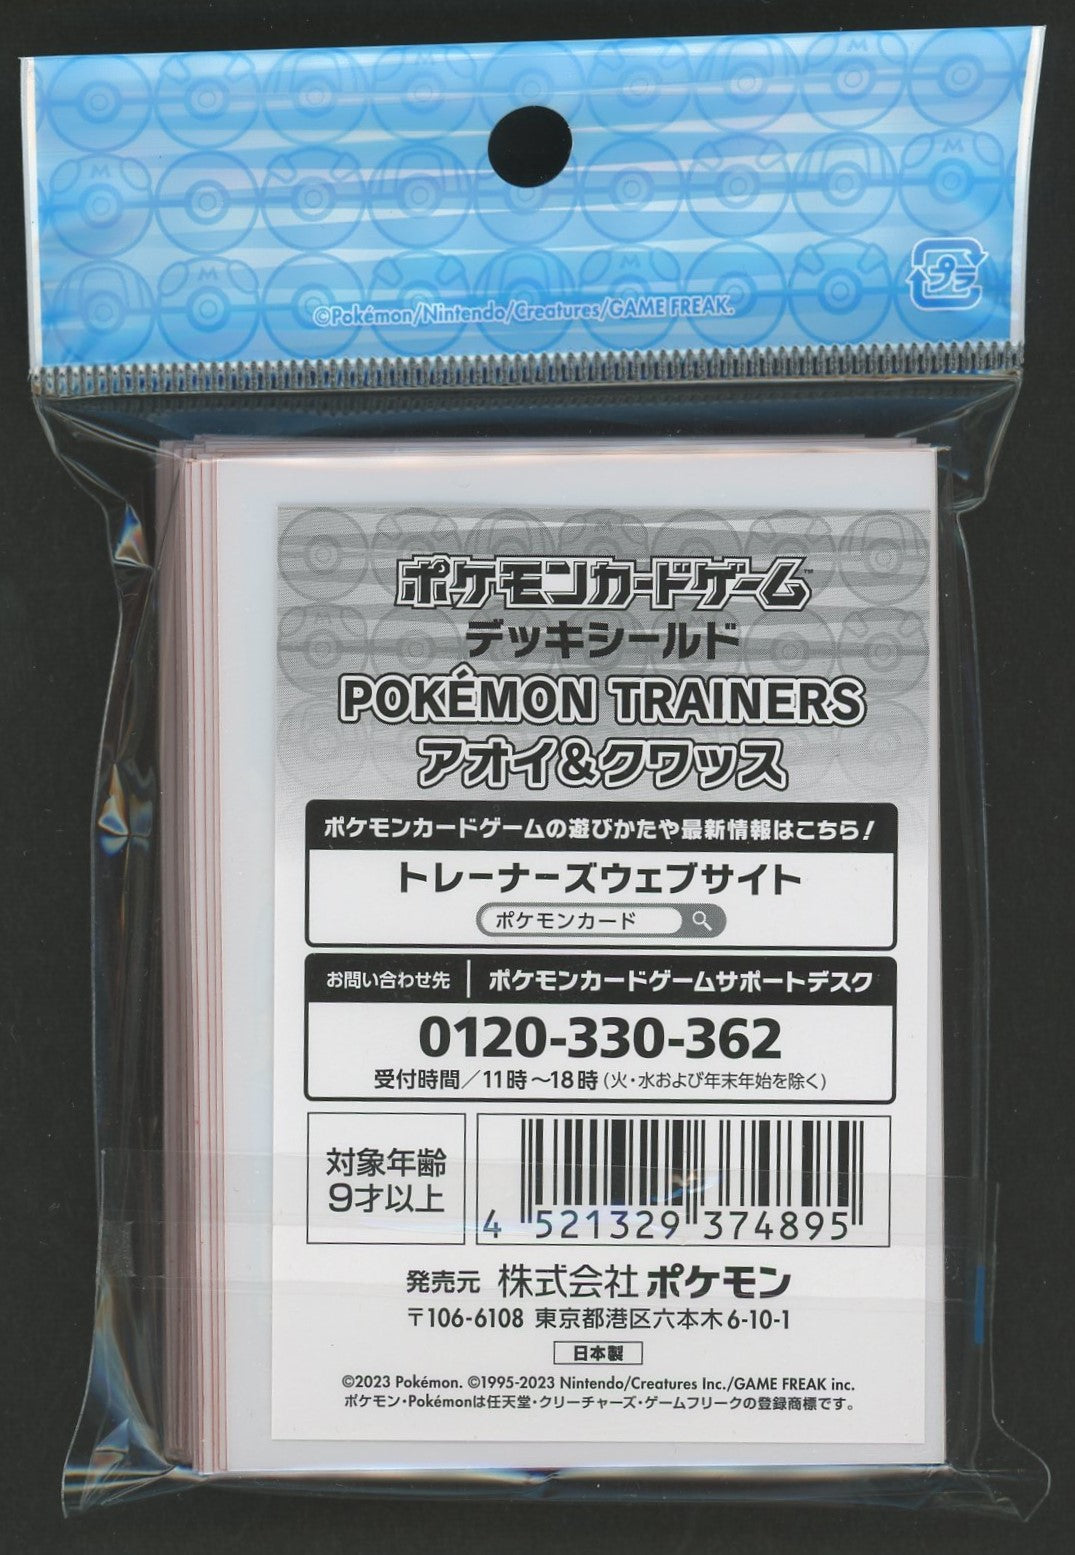 ©Pokémon/Nintendo/Creatures/GAME FREAK.
プラ
ポケモンカードゲーム™
デッキシールド
POKÉMON TRAINERS
アオイ&クワッス
ポケモンカードゲームの遊びかたや最新情報はこちら!
トレーナーズウェブサイト
ポケモンカード
お問い合わせ先 ポケモンカードゲームサポートデスク
0120-330-362
受付時間/11時~18時(火・水および年末年始を除く)
対象年齢
9才以上
4 521329 374895
発売元 株式会社ポケモン
〒106-6108 東京都港区六本木6-10-1
日本製
©2023 Pokémon. ©1995-2023 Nintendo/Creatures Inc./GAME FREAK inc.
ポケモン・Pokémonは任天堂・クリーチャーズ・ゲームフリークの登録商標です。